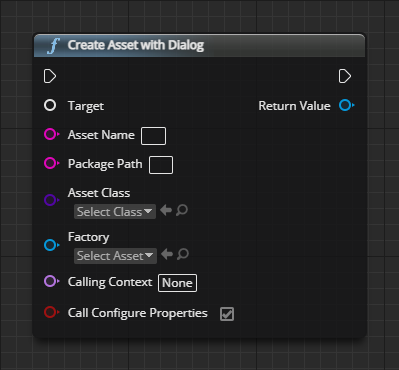 Create Asset with Dialog
Target
Return Value
Asset Name
Package Path
Asset Class
Select Class
Factory
Select Asset
Calling Context None
Call Configure Properties